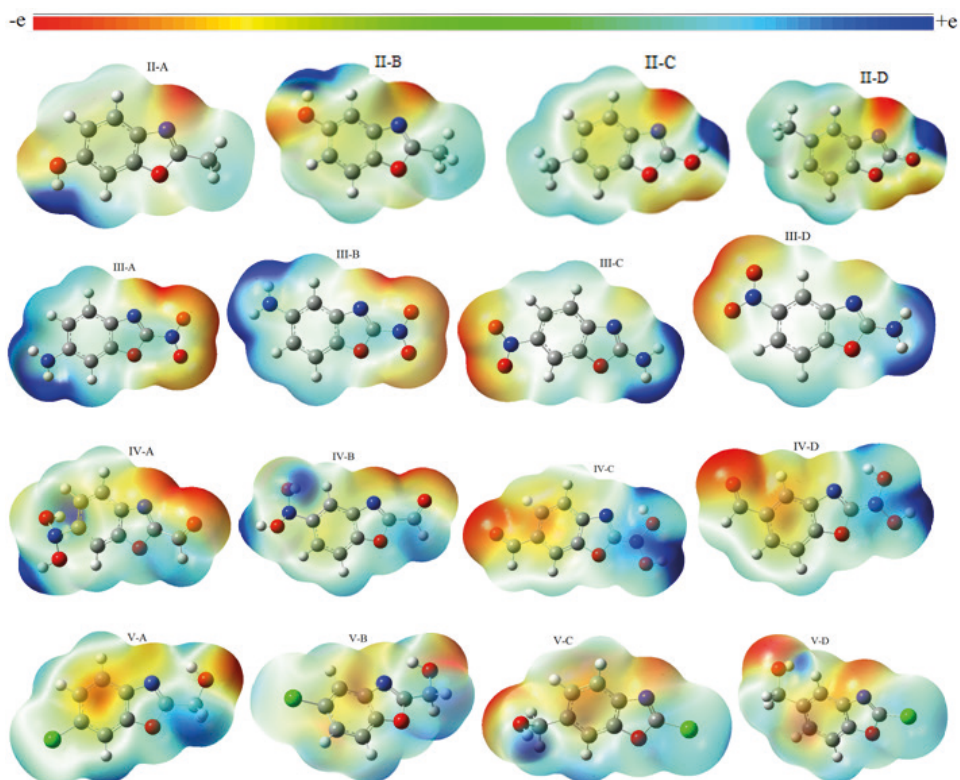 -e +e
II-A II-B II-C II-D
III-A III-B III-C III-D
IV-A IV-B IV-C IV-D
V-A V-B V-C V-D